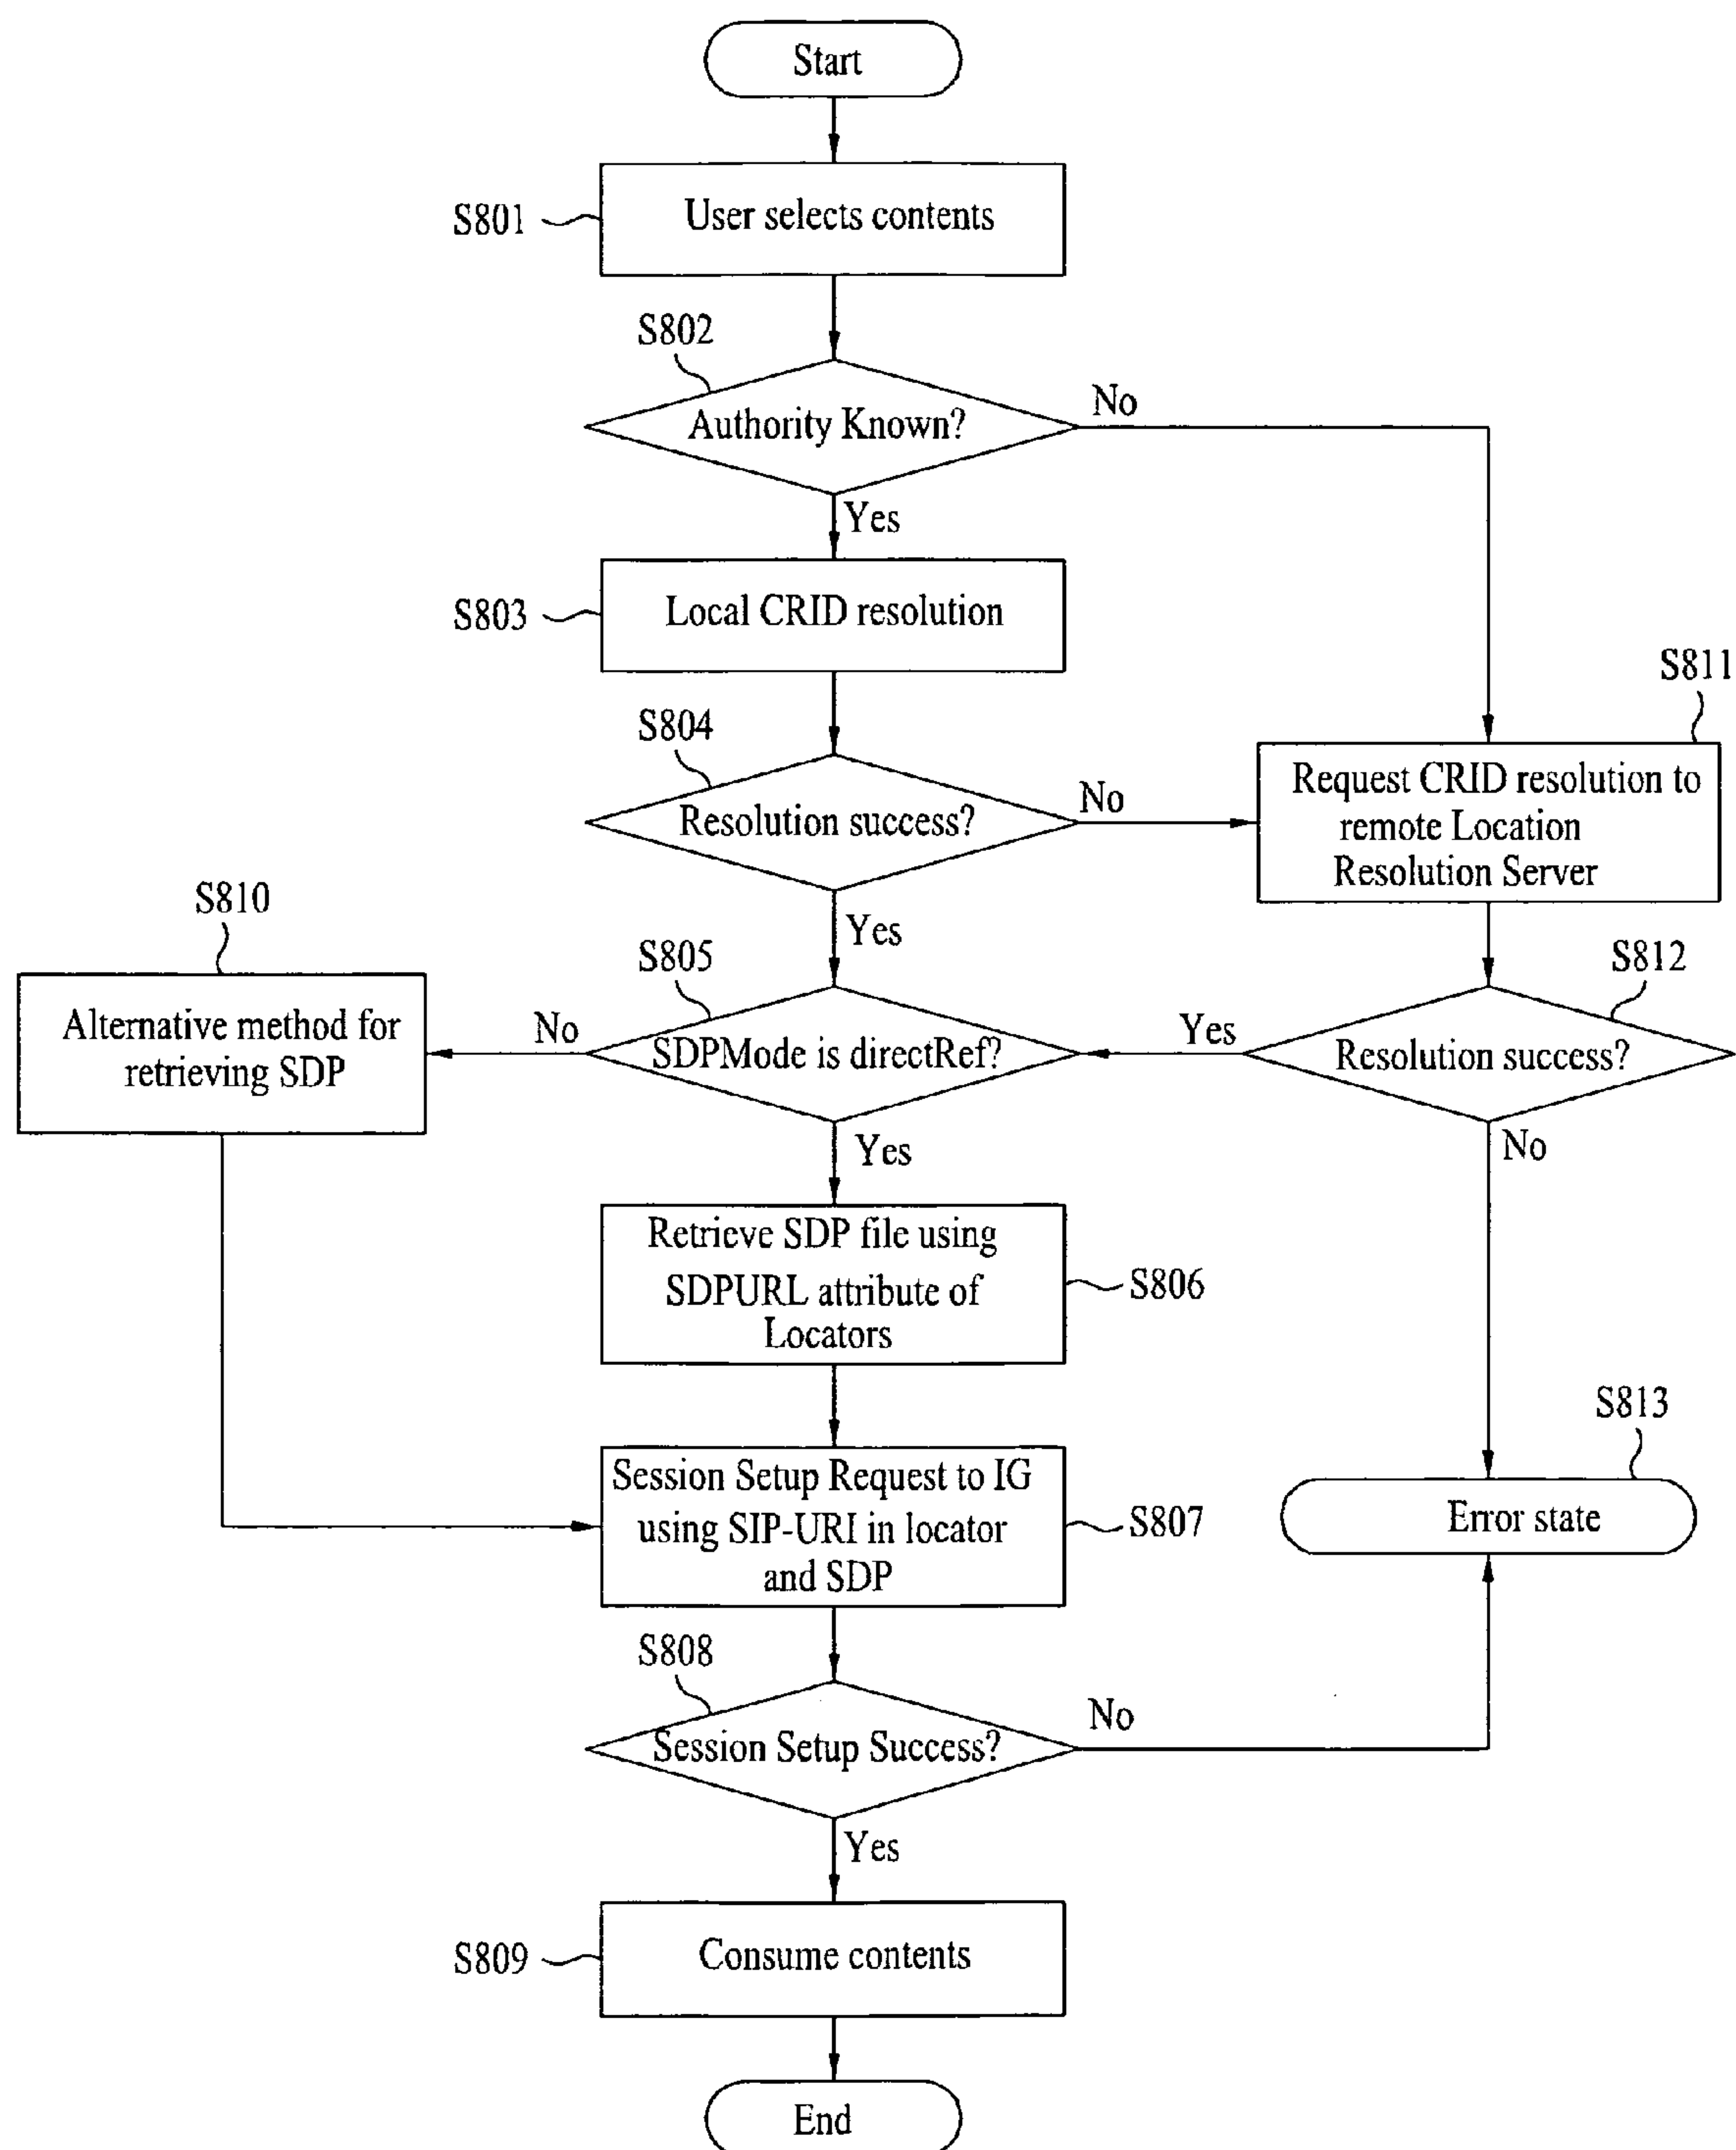 Start
S801
User selects contents
S802
Authority Known?
No
Yes
S803
Local CRID resolution
S804
Resolution success?
No
Yes
S811
Request CRID resolution to
remote Location
Resolution Server
S810
Alternative method for
retrieving SDP
No
S805
SDPMode is directRef?
Yes
S812
Resolution success?
Yes
No
Retrieve SDP file using
SDPURL attribute of
Locators
S806
Session Setup Request to IG
using SIP-URI in locator
and SDP
S807
S813
Error state
S808
Session Setup Success?
No
Yes
S809
Consume contents
End